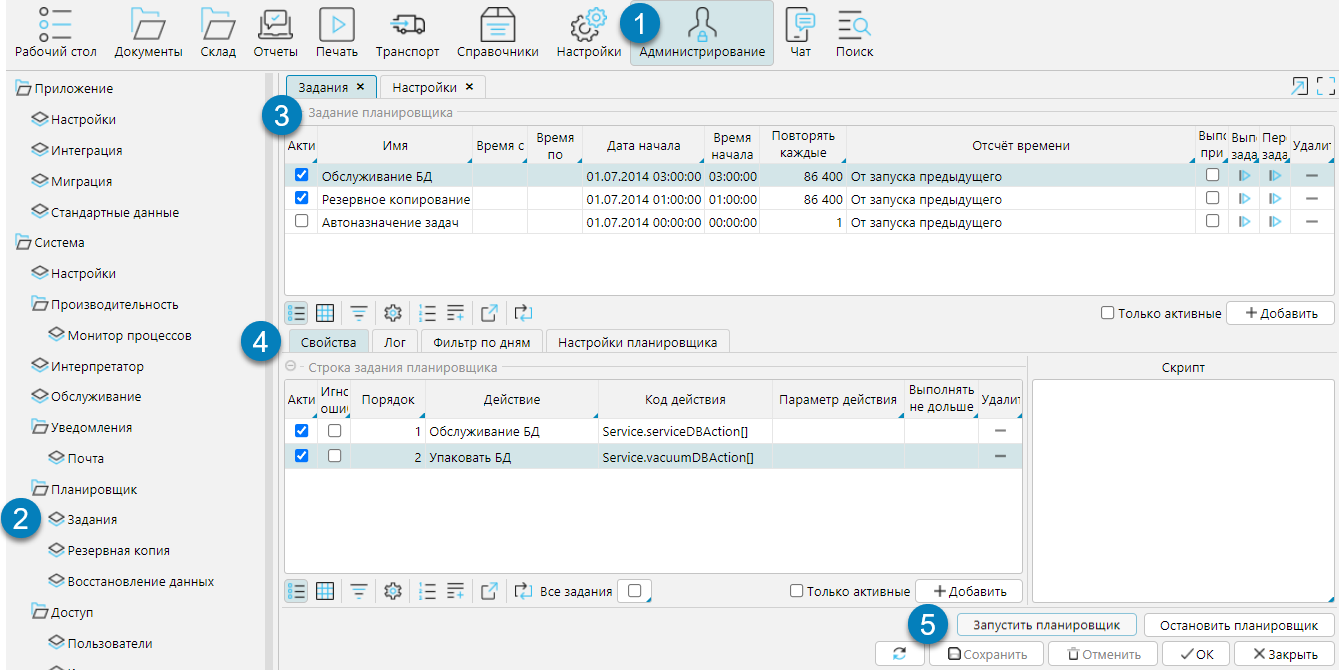 Рабочий стол Документы Склад Отчеты Печать Транспорт Справочники Настройки 1 Администрирование Чат Поиск
Приложение
Настройки
Интеграция
Миграция
Стандартные данные
Система
Настройки
Производительность
Монитор процессов
Интерпретатор
Обслуживание
Уведомления
Почта
Планировщик
2 Задания
Резервная копия
Восстановление данных
Доступ
Пользователи
Задания × Настройки ×
3 Задание планировщика
Акти Имя Время с Время по Дата начала Время начала Повторять каждые Отсчёт времени Выпо при Выпо зада Пере зада Удалит
Обслуживание БД 01.07.2014 03:00:00 03:00:00 86 400 От запуска предыдущего
Резервное копирование 01.07.2014 01:00:00 01:00:00 86 400 От запуска предыдущего
Автоназначение задач 01.07.2014 00:00:00 00:00:00 1 От запуска предыдущего
Только активные + Добавить
4 Свойства Лог Фильтр по дням Настройки планировщика
Строка задания планировщика Скрипт
Акти Игно оши Порядок Действие Код действия Параметр действия Выполнять не дольше Удалит
1 Обслуживание БД Service.serviceDBAction[]
2 Упаковать БД Service.vacuumDBAction[]
Все задания Только активные + Добавить
5 Запустить планировщик Остановить планировщик
Сохранить Отменить OK Закрыть